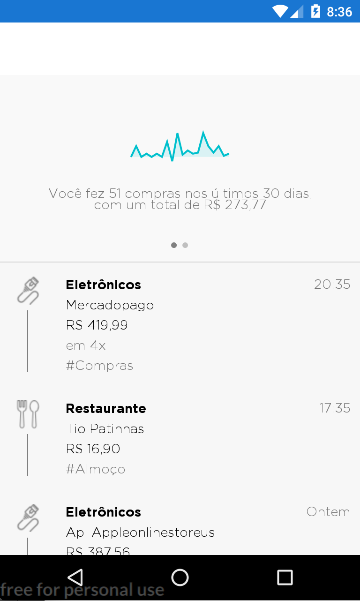 8:36
Você fez 51 compras nos ú timos 30 dias
com um total de R$ 273,77
Eletrônicos 20 35
Mercadopago
R$ 419,99
em 4x
#Compras
Restaurante 17 35
Tio Patinhas
R$ 16,90
#A moço
Eletrônicos Ontem
Ap Appleonlinestoreus
R$ 387,56
free for personal use